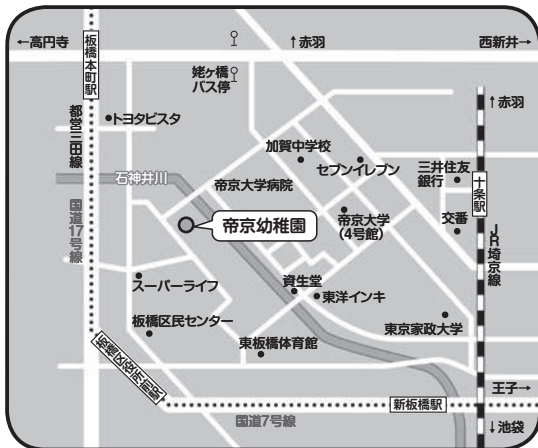 ←高円寺
↑赤羽
西新井→
板橋本町駅
姥ヶ橋
バス停
↑赤羽
都営三田線
トヨタビスタ
加賀中学校
セブンイレブン
三井住友
銀行
十条駅
石神井川
帝京大学病院
国道17号線
帝京幼稚園
帝京大学
(4号館)
交番
JR埼京線
スーパーライフ
資生堂
東洋インキ
板橋区民センター
東京家政大学
東板橋体育館
板橋区役所前駅
王子→
新板橋駅
国道7号線
↓池袋